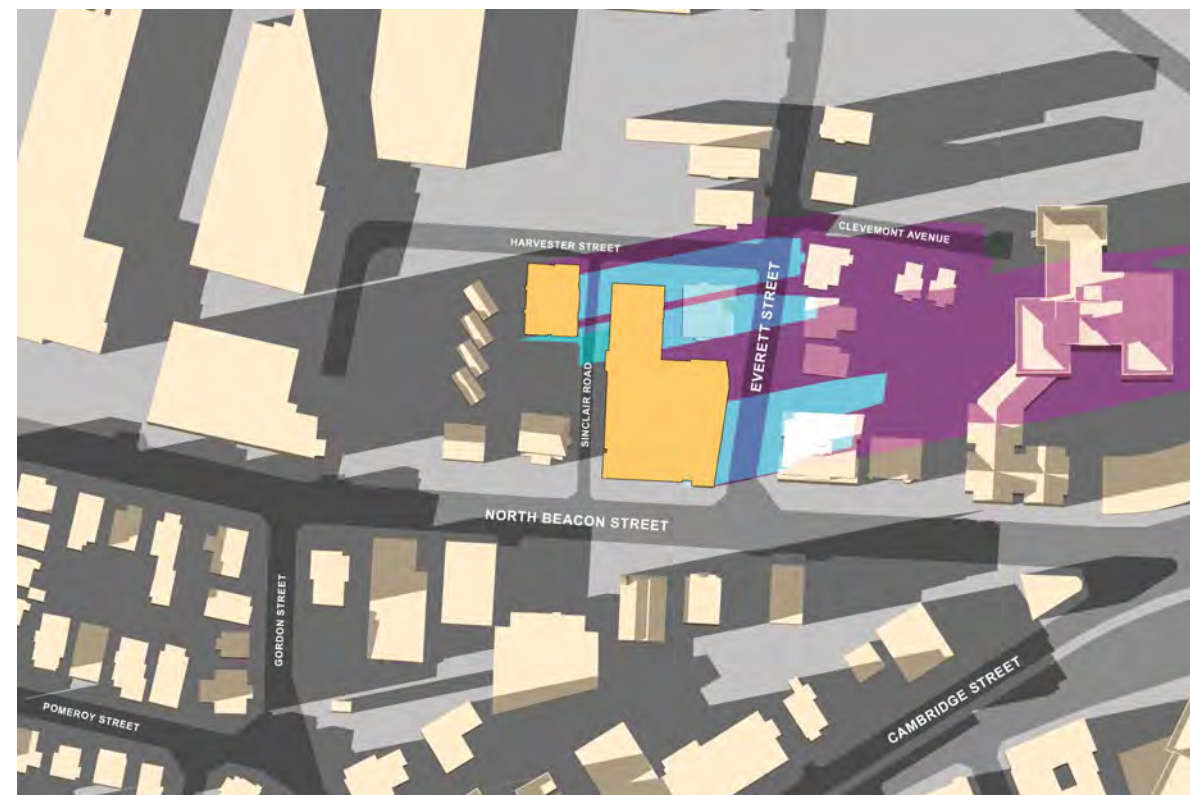 CLEVEMONT AVENUE
HARVESTER STREET
EVERETT STREET
SINCLAIR ROAD
NORTH BEACON STREET
GORDON STREET
CAMBRIDGE STREET
POMEROY STREET